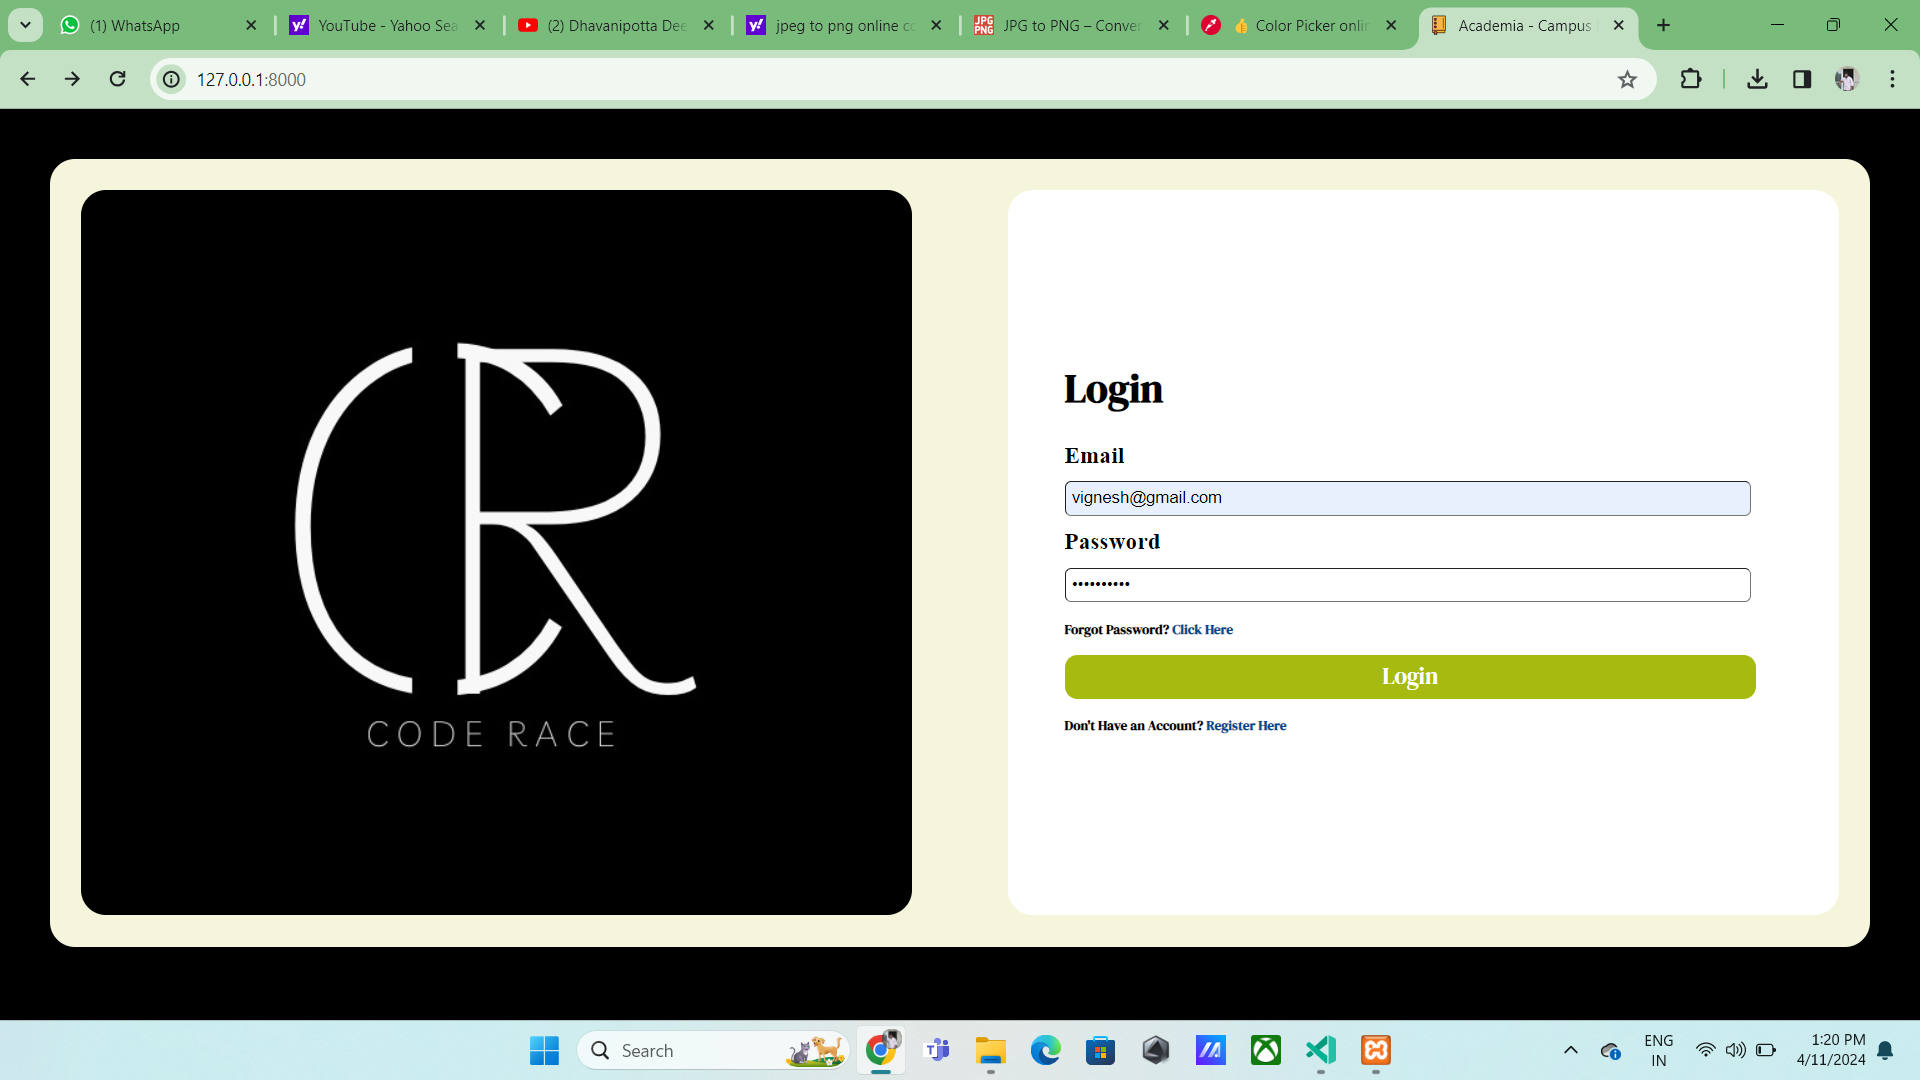 (1) WhatsApp
YouTube - Yahoo Sea
(2) Dhavanipotta Dee
jpeg to png online co
JPG to PNG – Conver
Color Picker onlin
Academia - Campus
127.0.0.1:8000
CR
CODE RACE
Login
Email
vignesh@gmail.com
Password
••••••••••
Forgot Password? Click Here
Login
Don't Have an Account? Register Here
Search
ENG
IN
1:20 PM
4/11/2024